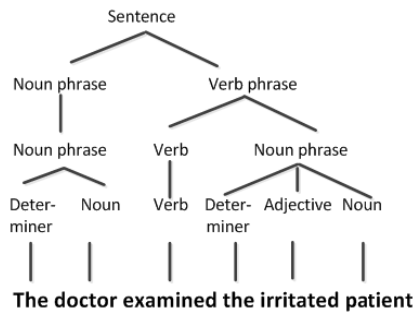 Sentence
Noun phrase Verb phrase
Noun phrase Verb Noun phrase
Deter- Noun Verb Deter- Adjective Noun
miner miner
The doctor examined the irritated patient